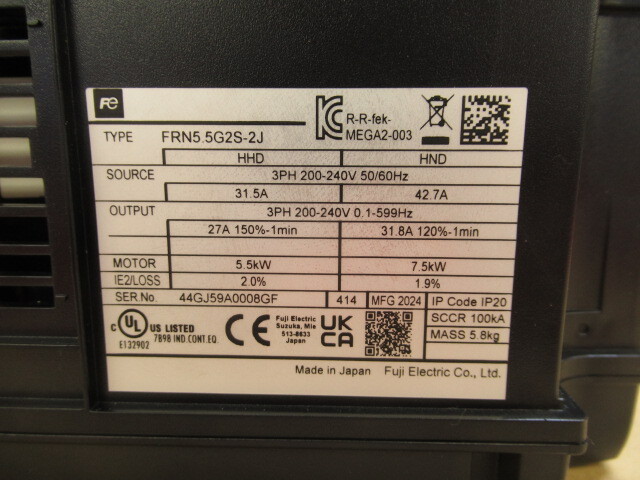 Fe
R-R-fek-
MEGA2-003
TYPE FRN5.5G2S-2J
HHD HND
SOURCE 3PH 200-240V 50/60Hz
31.5A 42.7A
OUTPUT 3PH 200-240V 0.1-599Hz
27A 150%-1min 31.8A 120%-1min
MOTOR 5.5kW 7.5kW
IE2/LOSS 2.0% 1.9%
SER.No. 44GJ59A0008GF 414 MFG 2024 IP Code IP20
SCCR 100kA
MASS 5.8kg
C UL US LISTED
E132902 7B98 IND.CONT.EQ.
CE
Fuji Electric
Suzuka, Mie
513-8633
Japan
UK
CA
Made in Japan Fuji Electric Co., Ltd.